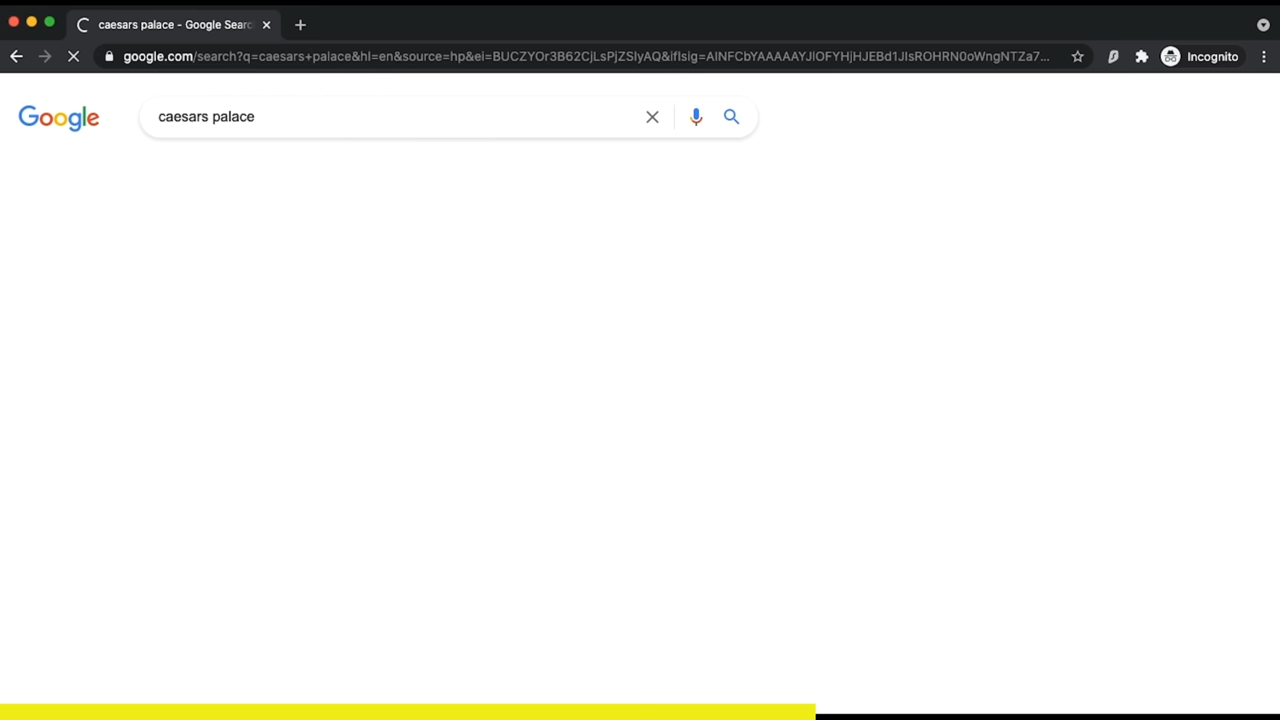 caesars palace - Google Searc
google.com/search?q=caesars+palace&hl=en&source=hp&ei=BUCZYOr3B62CjLsPjZSlyAQ&iflsig=AINFCbYAAAAAYJlOFYHjHJEBd1JIsROHRN0oWngNTZa7...
Incognito
Google
caesars palace